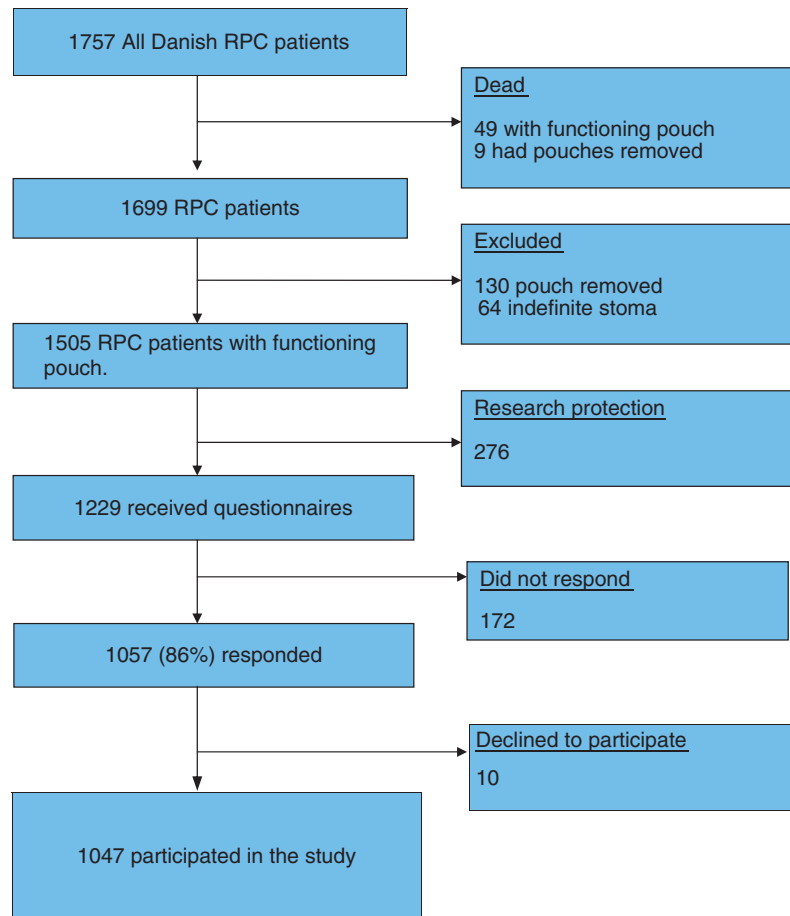 1757 All Danish RPC patients
Dead
49 with functioning pouch
9 had pouches removed
1699 RPC patients
Excluded
130 pouch removed
64 indefinite stoma
1505 RPC patients with functioning
pouch.
Research protection
276
1229 received questionnaires
Did not respond
172
1057 (86%) responded
Declined to participate
10
1047 participated in the study